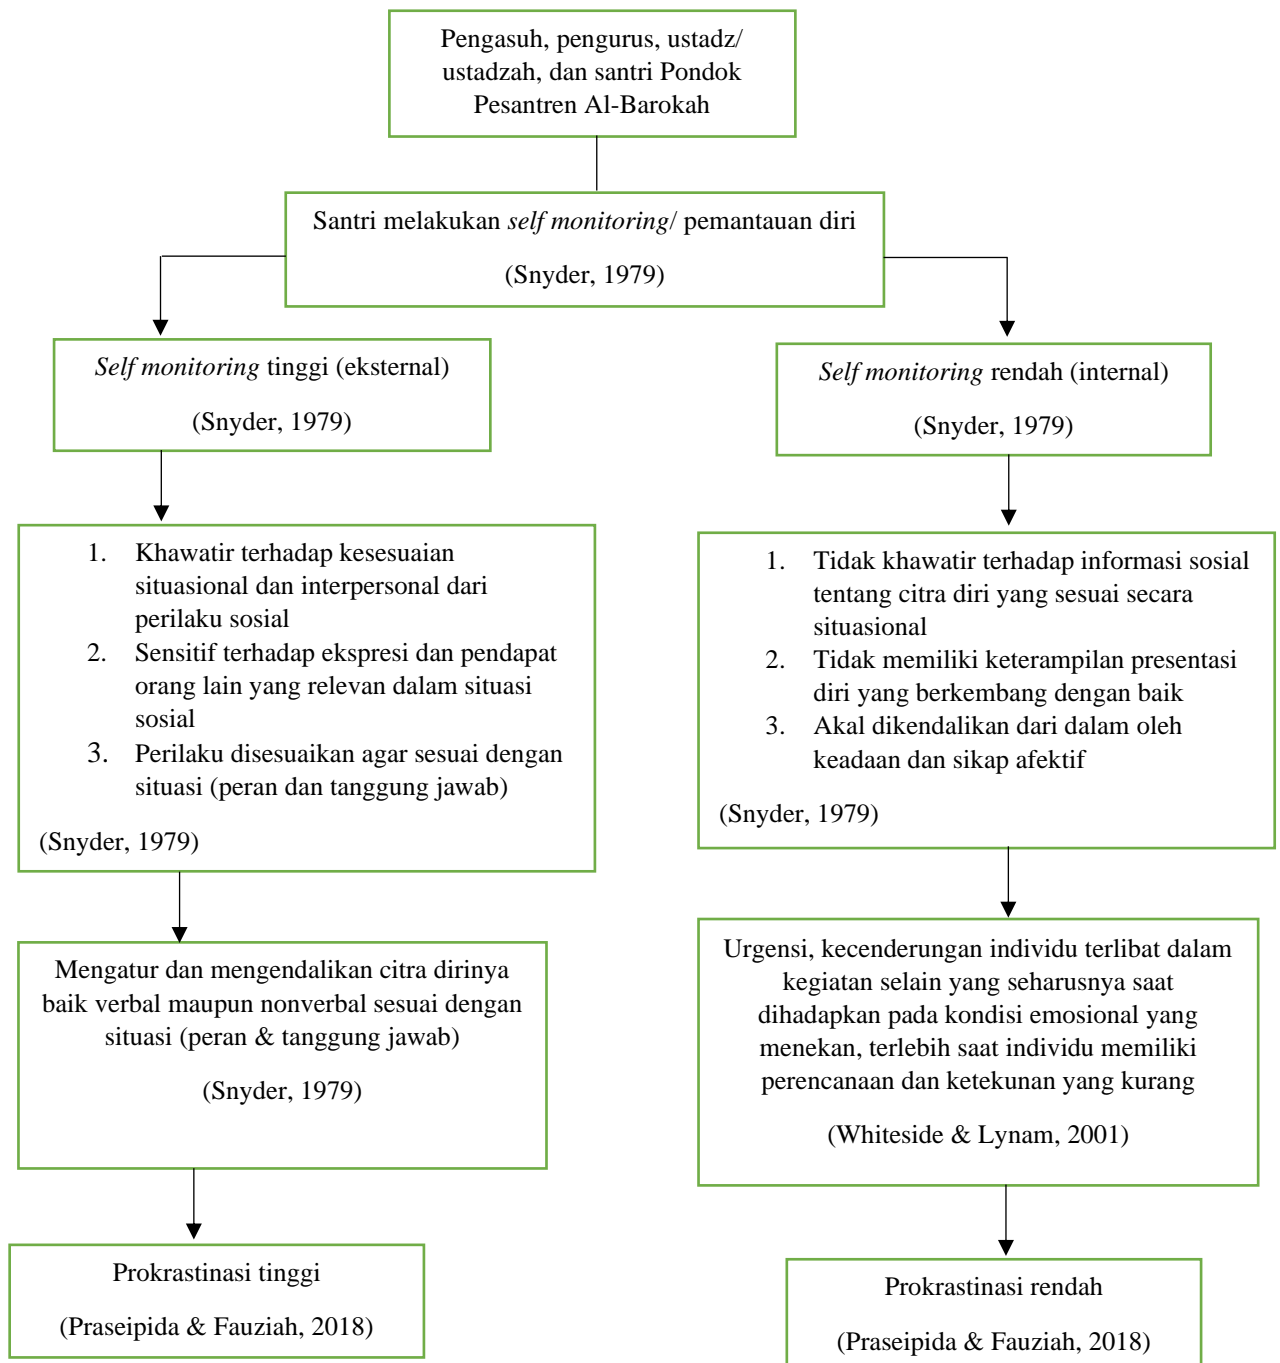 Pengasuh, pengurus, ustadz/
ustadzah, dan santri Pondok
Pesantren Al-Barokah
Santri melakukan self monitoring/ pemantauan diri
(Snyder, 1979)
Self monitoring tinggi (eksternal)
(Snyder, 1979)
Self monitoring rendah (internal)
(Snyder, 1979)
1. Khawatir terhadap kesesuaian
situasional dan interpersonal dari
perilaku sosial
2. Sensitif terhadap ekspresi dan pendapat
orang lain yang relevan dalam situasi
sosial
3. Perilaku disesuaikan agar sesuai dengan
situasi (peran dan tanggung jawab)
(Snyder, 1979)
1. Tidak khawatir terhadap informasi sosial
tentang citra diri yang sesuai secara
situasional
2. Tidak memiliki keterampilan presentasi
diri yang berkembang dengan baik
3. Akal dikendalikan dari dalam oleh
keadaan dan sikap afektif
(Snyder, 1979)
Mengatur dan mengendalikan citra dirinya
baik verbal maupun nonverbal sesuai dengan
situasi (peran & tanggung jawab)
(Snyder, 1979)
Urgensi, kecenderungan individu terlibat dalam
kegiatan selain yang seharusnya saat
dihadapkan pada kondisi emosional yang
menekan, terlebih saat individu memiliki
perencanaan dan ketekunan yang kurang
(Whiteside & Lynam, 2001)
Prokrastinasi tinggi
(Praseipida & Fauziah, 2018)
Prokrastinasi rendah
(Praseipida & Fauziah, 2018)